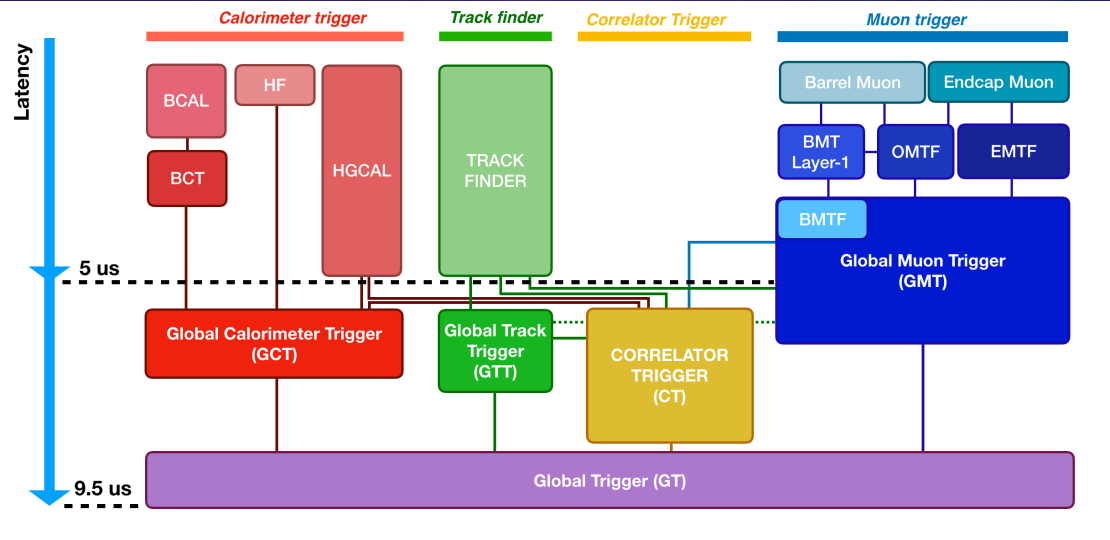 Calorimeter trigger
Track finder
Correlator Trigger
Muon trigger
Latency
BCAL
HF
HGCAL
TRACK
FINDER
Barrel Muon
Endcap Muon
BCT
BMT
Layer-1
OMTF
EMTF
BMTF
5 us
Global Muon Trigger
(GMT)
Global Calorimeter Trigger
(GCT)
Global Track
Trigger
(GTT)
CORRELATOR
TRIGGER
(CT)
9.5 us
Global Trigger (GT)